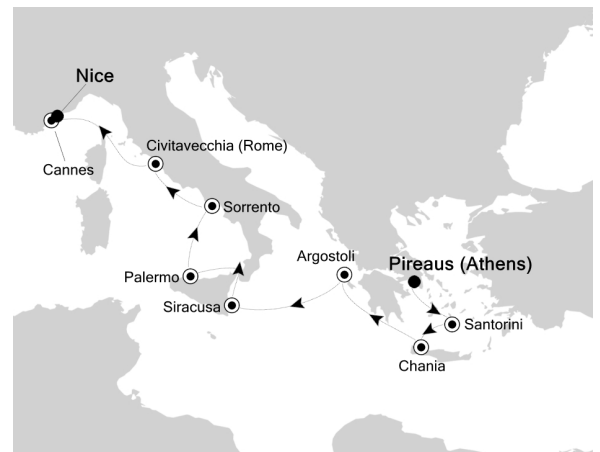 Nice
Cannes
Civitavecchia (Rome)
Sorrento
Argostoli
Pireaus (Athens)
Palermo
Siracusa
Santorini
Chania